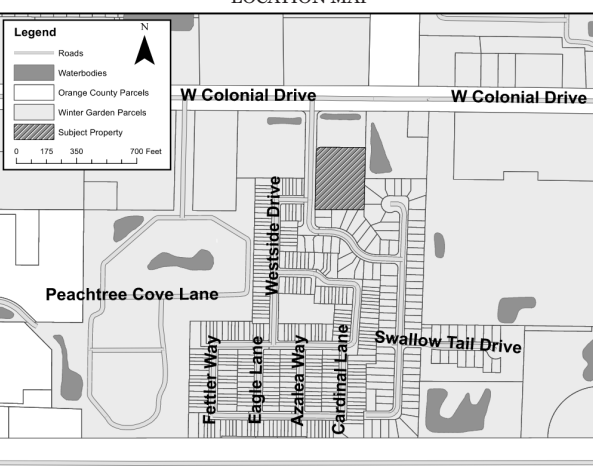 LOCATION MAP
Legend
N
Roads
Waterbodies
Orange County Parcels
Winter Garden Parcels
Subject Property
0 175 350 700 Feet
W Colonial Drive
W Colonial Drive
Westside Drive
Peachtree Cove Lane
Swallow Tail Drive
Fettler Way
Eagle Lane
Azalea Way
Cardinal Lane